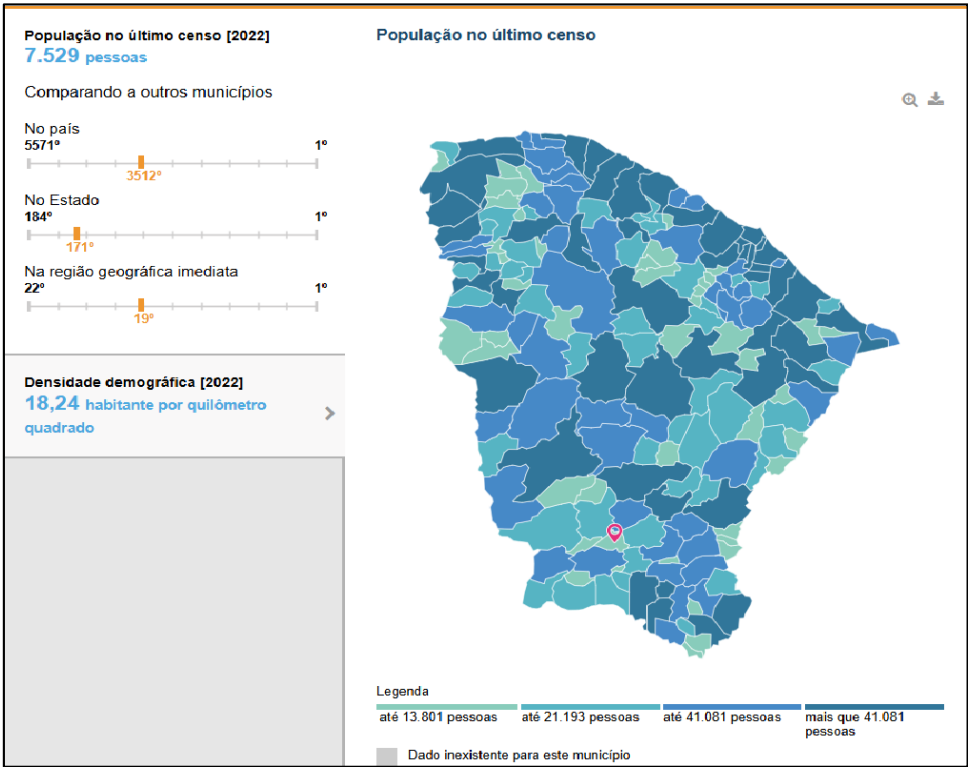 População no último censo [2022]
7.529 pessoas
Comparando a outros municípios
No país
5571º 1º
3512º
No Estado
184º 1º
171º
Na região geográfica imediata
22º 1º
19º
Densidade demográfica [2022]
18,24 habitante por quilômetro
quadrado
População no último censo
Legenda
até 13.801 pessoas até 21.193 pessoas até 41.081 pessoas mais que 41.081
pessoas
Dado inexistente para este município